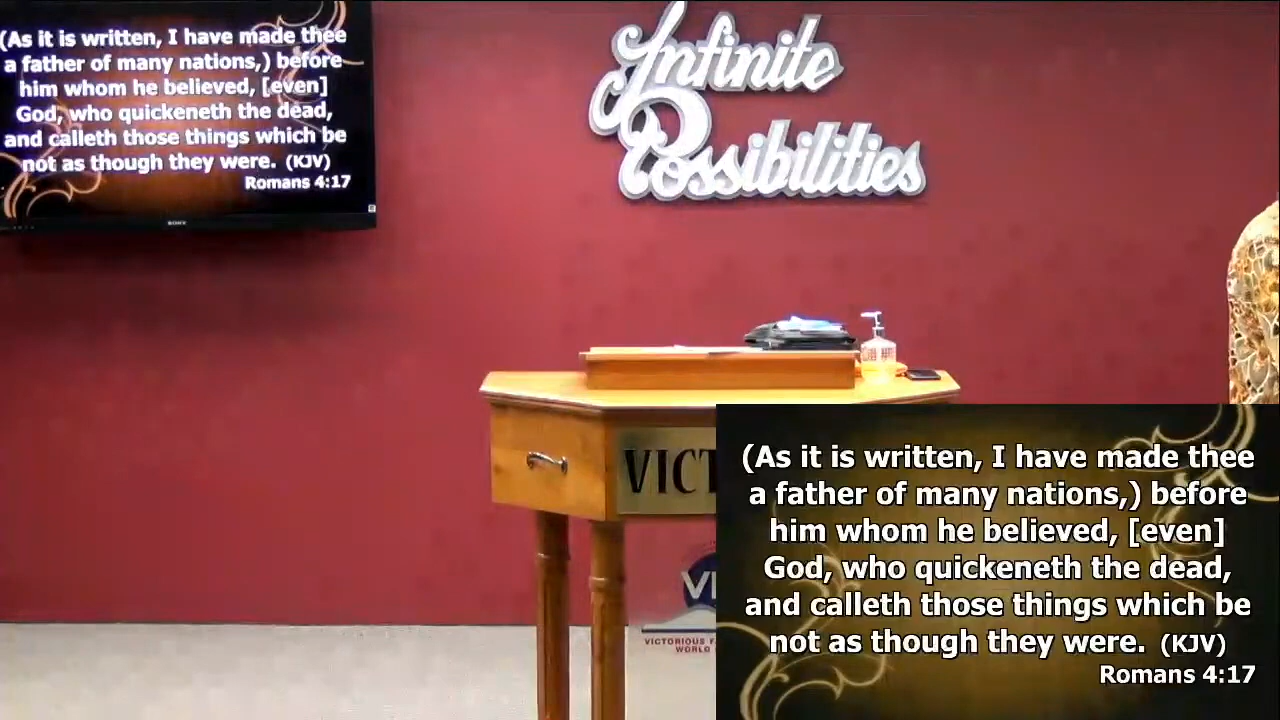 (As it is written, I have made thee
a father of many nations,) before
him whom he believed, [even]
God, who quickeneth the dead,
and calleth those things which be
not as though they were. (KJV)
Romans 4:17
SONY
Infinite
Possibilities
(As it is written, I have made thee
a father of many nations,) before
him whom he believed, [even]
God, who quickeneth the dead,
and calleth those things which be
not as though they were. (KJV)
Romans 4:17
VICT
VICTORIOUS
WORLD